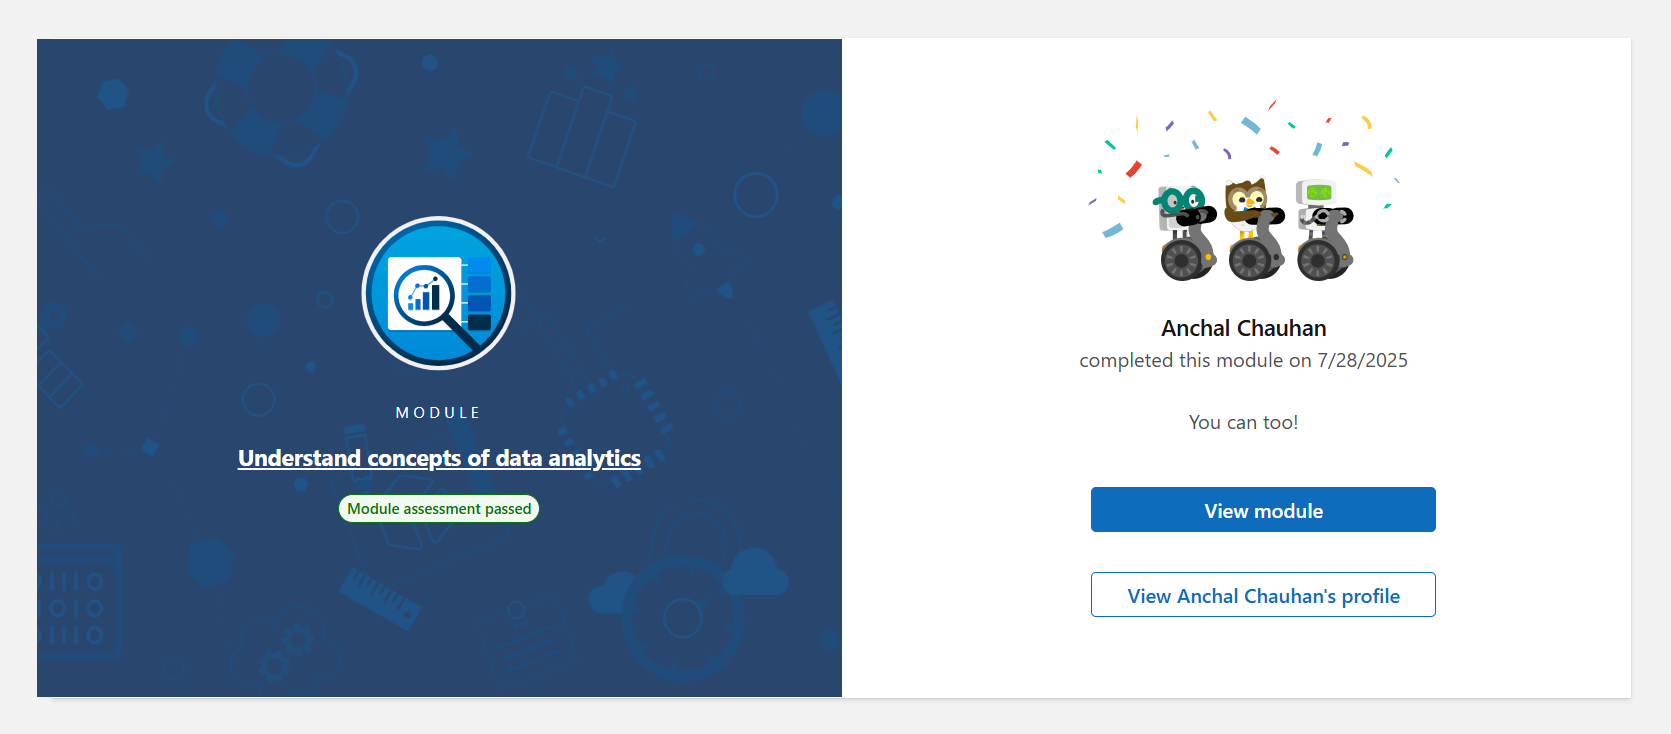 MODULE
Understand concepts of data analytics
Module assessment passed
Anchal Chauhan
completed this module on 7/28/2025
You can too!
View module
View Anchal Chauhan's profile